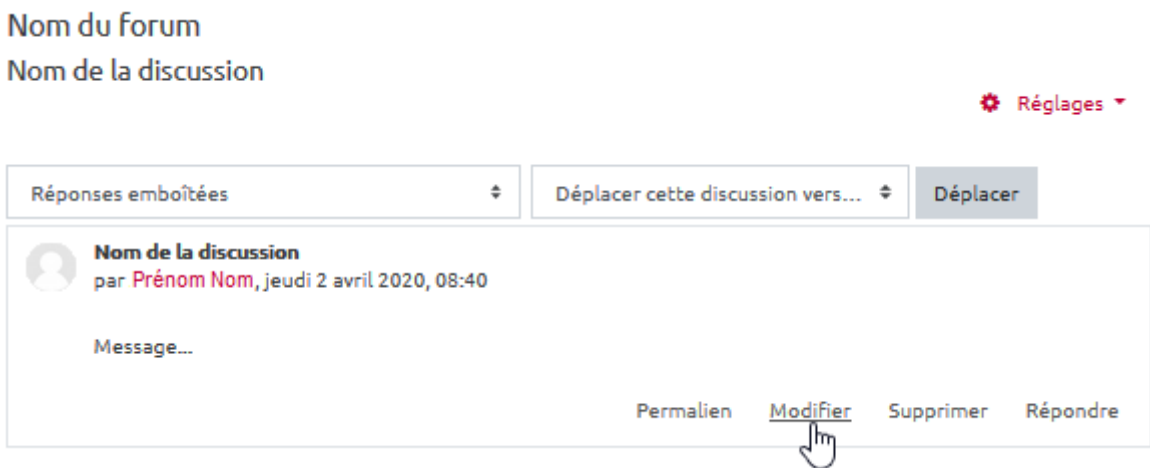 Nom du forum
Nom de la discussion
Réglages
Réponses emboîtées
Déplacer cette discussion vers...
Déplacer
Nom de la discussion
par Prénom Nom, jeudi 2 avril 2020, 08:40
Message...
Permalien Modifier Supprimer Répondre